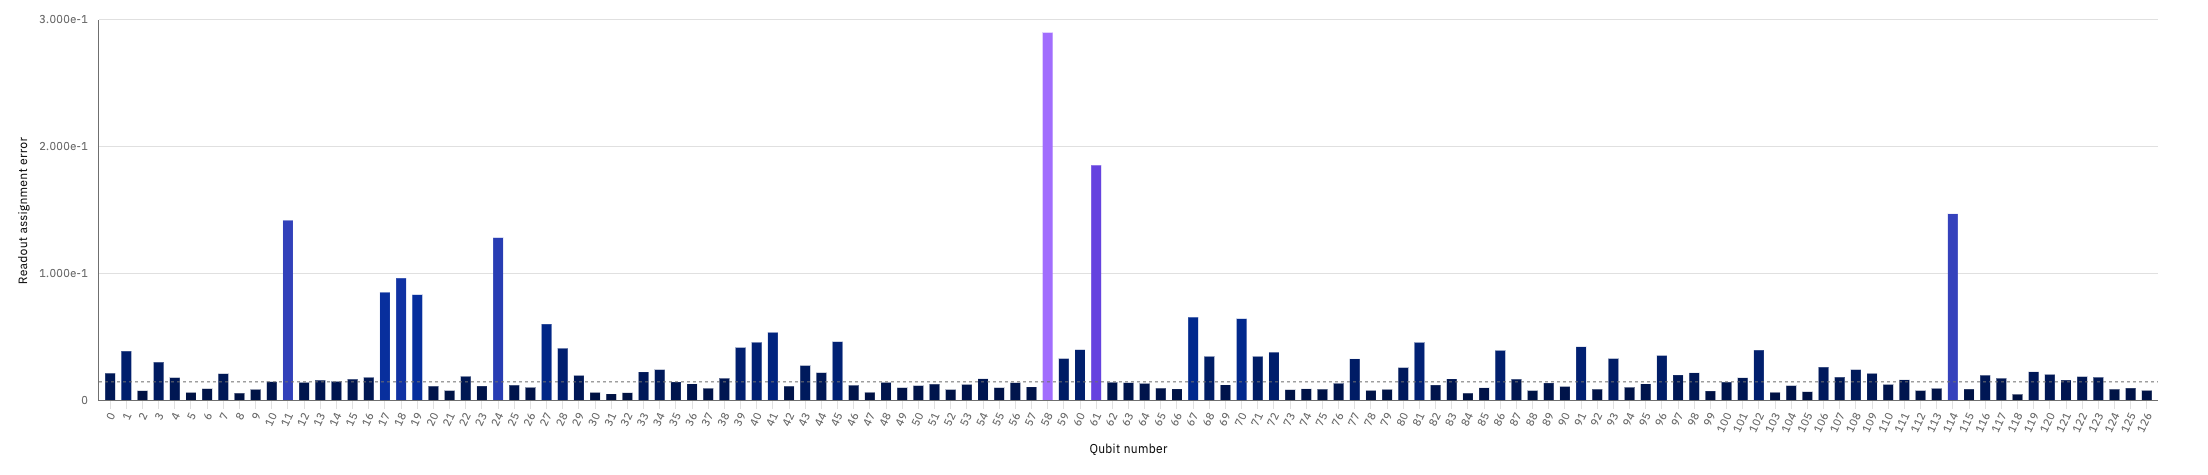 Readout assignment error
3.000e-1
2.000e-1
1.000e-1
0
0 1 2 3 4 5 6 7 8 9 10 11 12 13 14 15 16 17 18 19 20 21 22 23 24 25 26 27 28 29 30 31 32 33 34 35 36 37 38 39 40 41 42 43 44 45 46 47 48 49 50 51 52 53 54 55 56 57 58 59 60 61 62 63 64 65 66 67 68 69 70 71 72 73 74 75 76 77 78 79 80 81 82 83 84 85 86 87 88 89 90 91 92 93 94 95 96 97 98 99 100 101 102 103 104 105 106 107 108 109 110 111 112 113 114 115 116 117 118 119 120 121 122 123 124 125 126
Qubit number